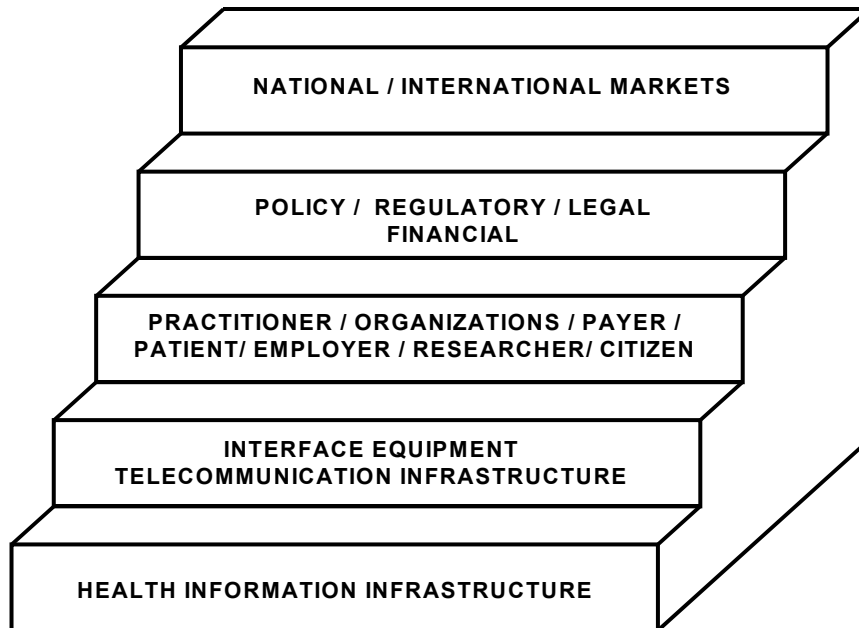 NATIONAL / INTERNATIONAL MARKETS
POLICY / REGULATORY / LEGAL
FINANCIAL
PRACTITIONER / ORGANIZATIONS / PAYER /
PATIENT/ EMPLOYER / RESEARCHER/ CITIZEN
INTERFACE EQUIPMENT
TELECOMMUNICATION INFRASTRUCTURE
HEALTH INFORMATION INFRASTRUCTURE